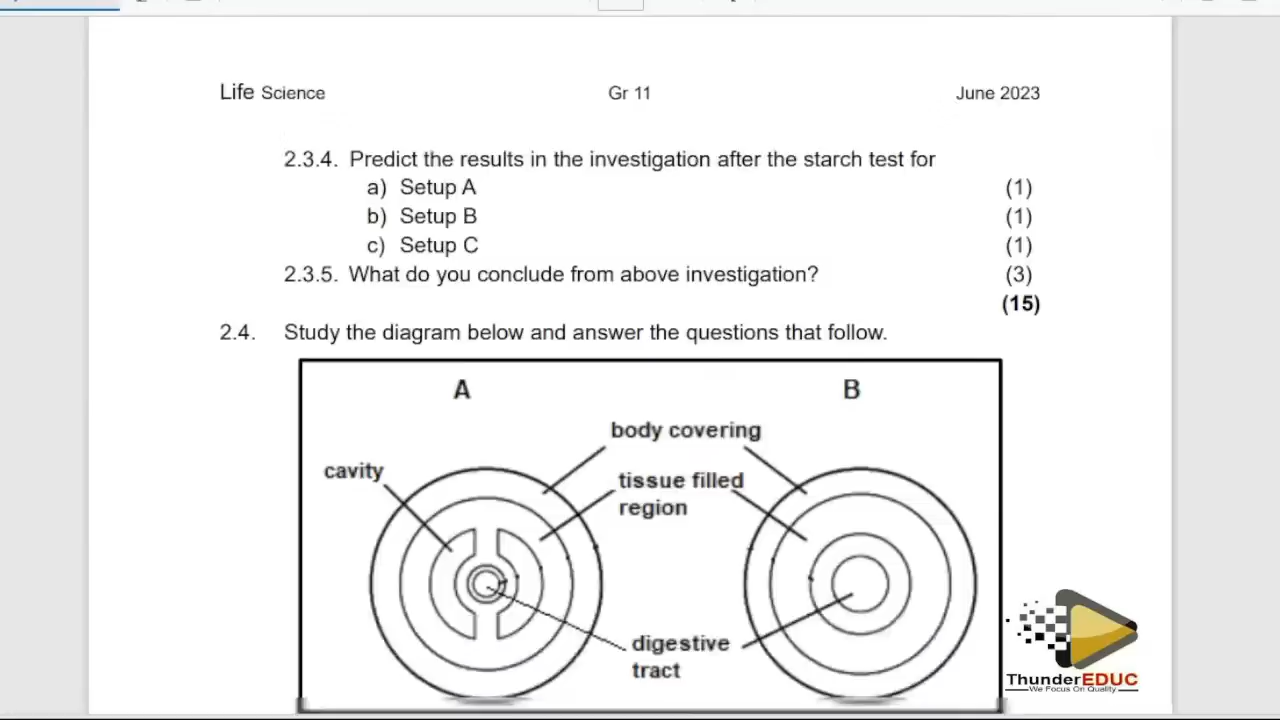 Life Science Gr 11 June 2023
2.3.4. Predict the results in the investigation after the starch test for
a) Setup A (1)
b) Setup B (1)
c) Setup C (1)
2.3.5. What do you conclude from above investigation? (3)
(15)
2.4. Study the diagram below and answer the questions that follow.
A B
body covering
cavity
tissue filled
region
digestive
tract
ThunderEDUC
We Focus On Quality